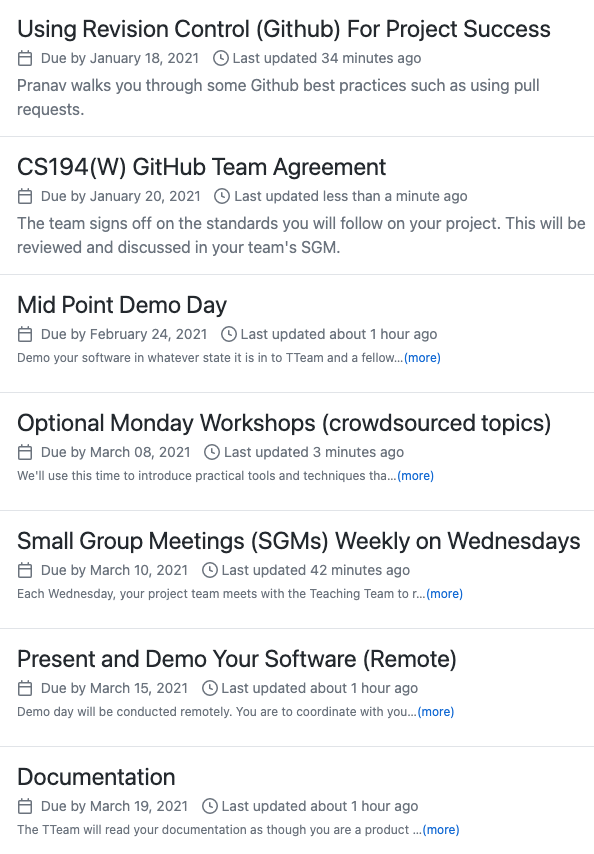 Using Revision Control (Github) For Project Success
Due by January 18, 2021 Last updated 34 minutes ago
Pranav walks you through some Github best practices such as using pull
requests.
CS194(W) GitHub Team Agreement
Due by January 20, 2021 Last updated less than a minute ago
The team signs off on the standards you will follow on your project. This will be
reviewed and discussed in your team's SGM.
Mid Point Demo Day
Due by February 24, 2021 Last updated about 1 hour ago
Demo your software in whatever state it is in to TTeam and a fellow...(more)
Optional Monday Workshops (crowdsourced topics)
Due by March 08, 2021 Last updated 3 minutes ago
We'll use this time to introduce practical tools and techniques tha...(more)
Small Group Meetings (SGMs) Weekly on Wednesdays
Due by March 10, 2021 Last updated 42 minutes ago
Each Wednesday, your project team meets with the Teaching Team to r...(more)
Present and Demo Your Software (Remote)
Due by March 15, 2021 Last updated about 1 hour ago
Demo day will be conducted remotely. You are to coordinate with you...(more)
Documentation
Due by March 19, 2021 Last updated about 1 hour ago
The TTeam will read your documentation as though you are a product ...(more)